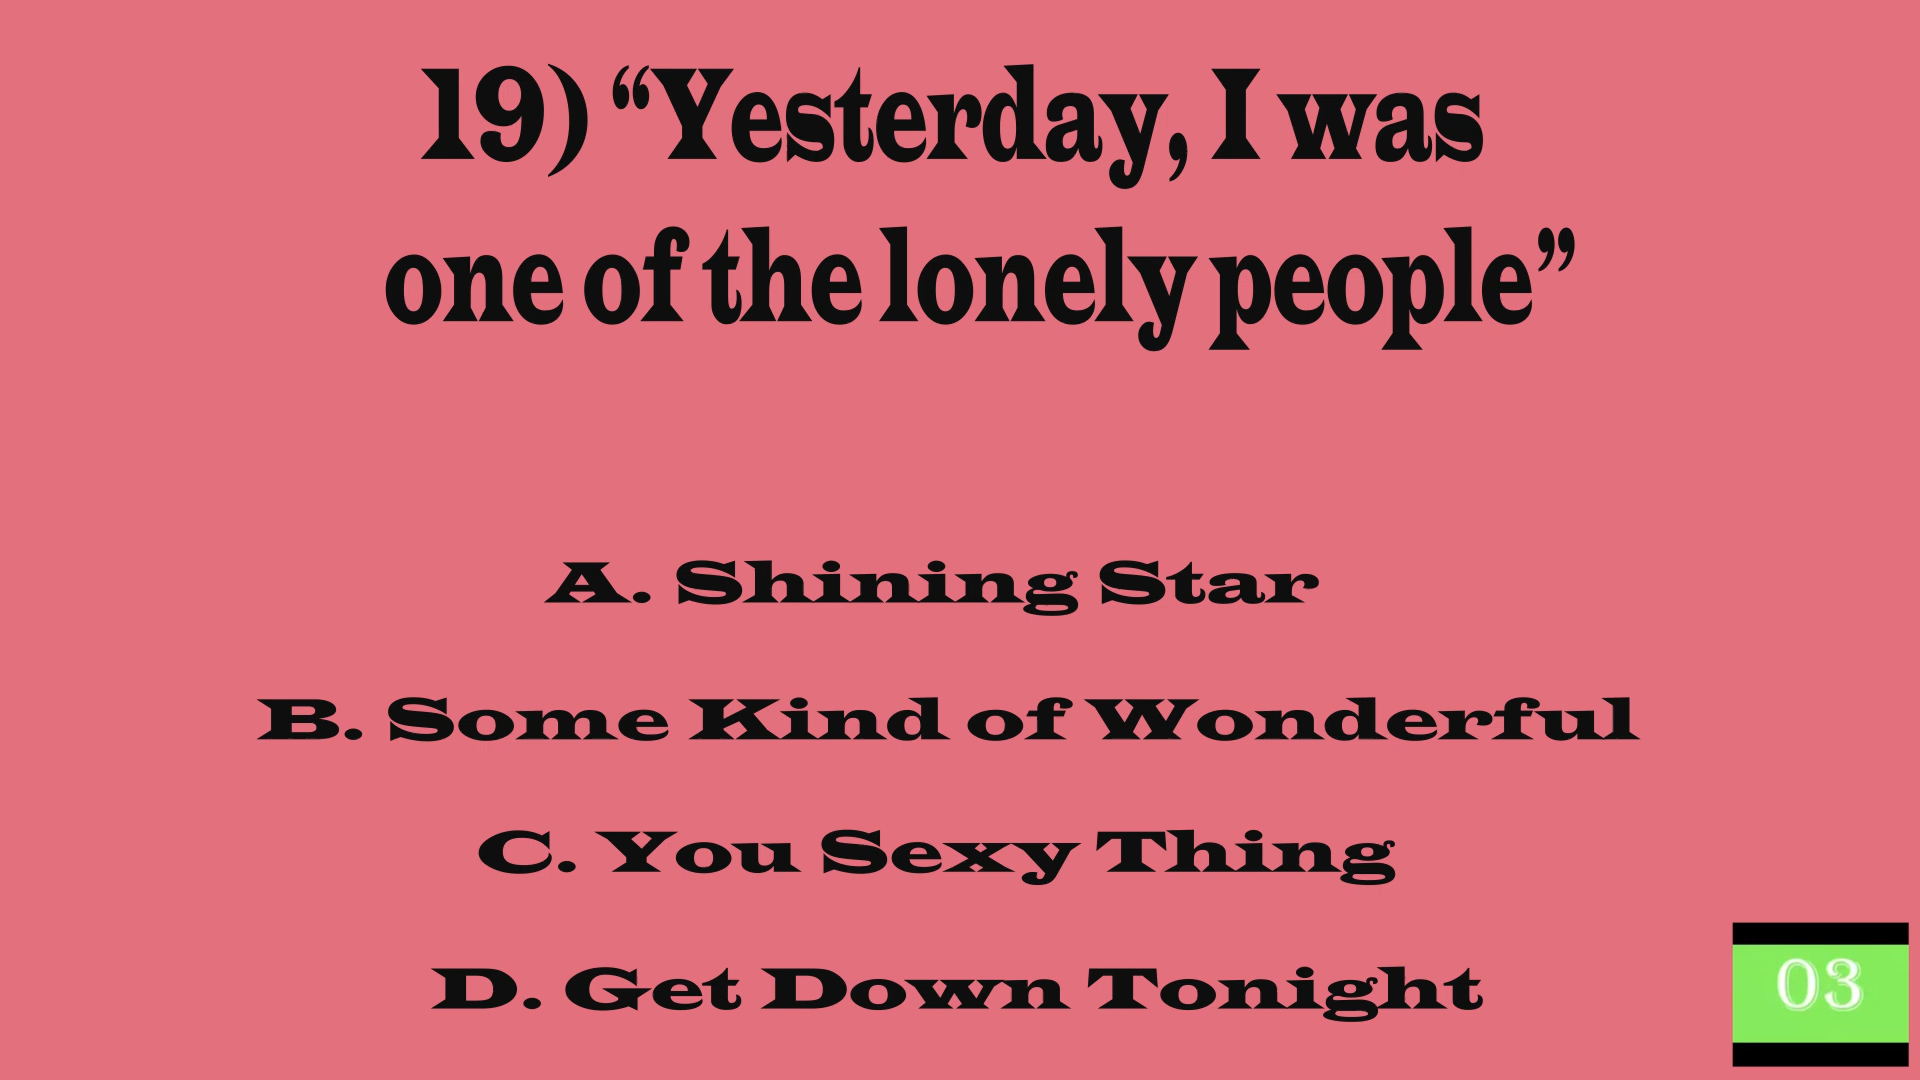 19) “Yesterday, I was
one of the lonely people”
A. Shining Star
B. Some Kind of Wonderful
C. You Sexy Thing
D. Get Down Tonight
03